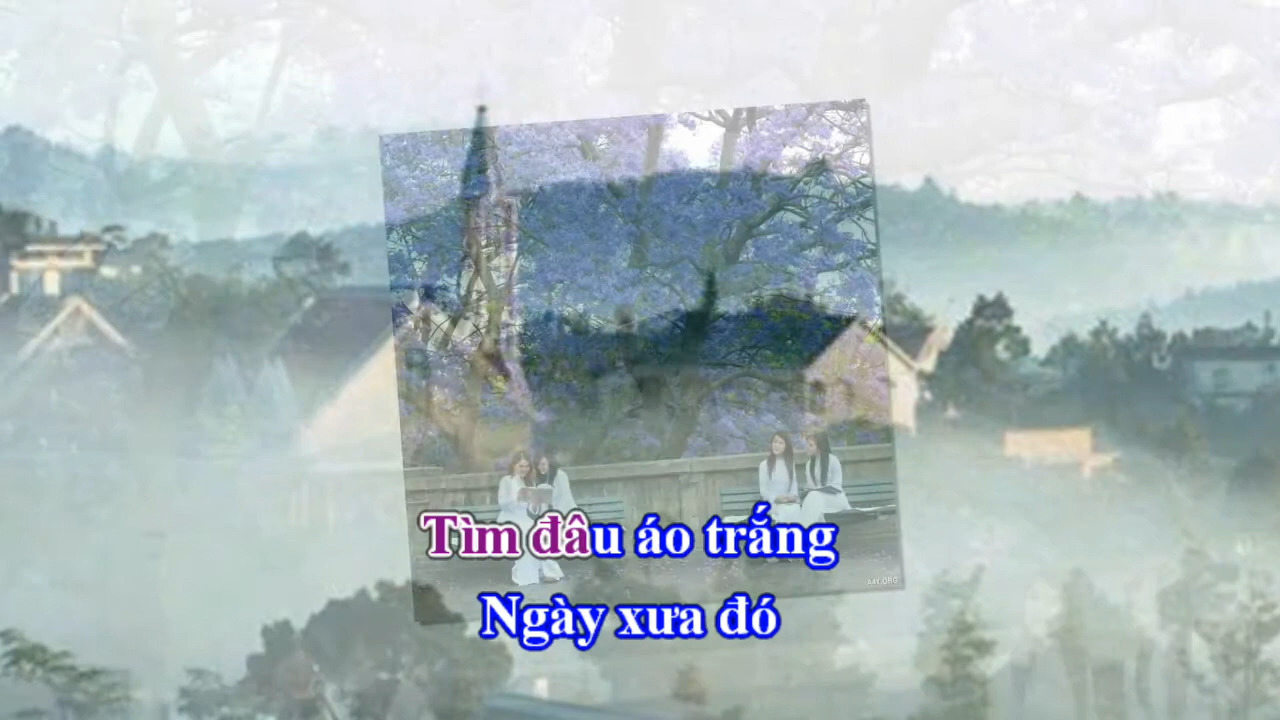 Tìm đâu áo trắng
Ngày xưa đó